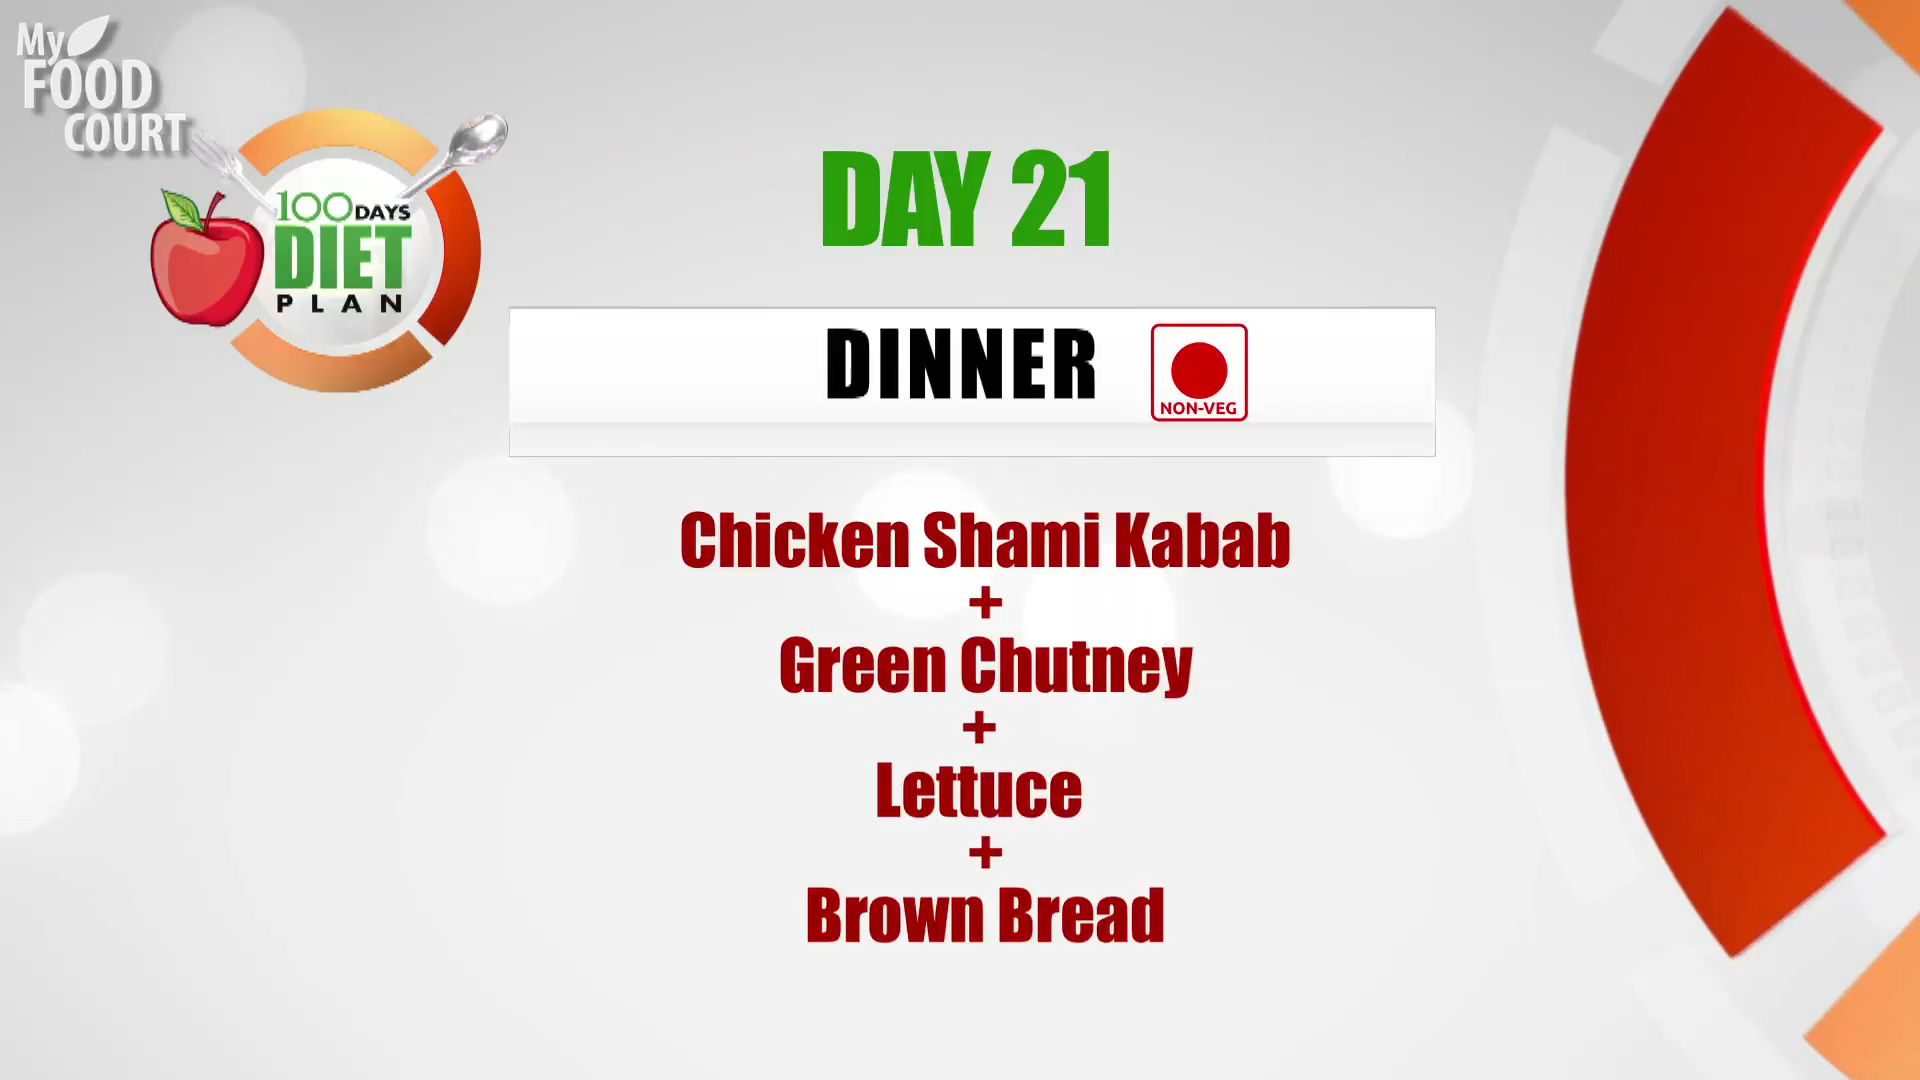 My
FOOD
COURT
100 DAYS
DIET
PLAN
DAY 21
DINNER
NON-VEG
Chicken Shami Kabab
+
Green Chutney
+
Lettuce
+
Brown Bread